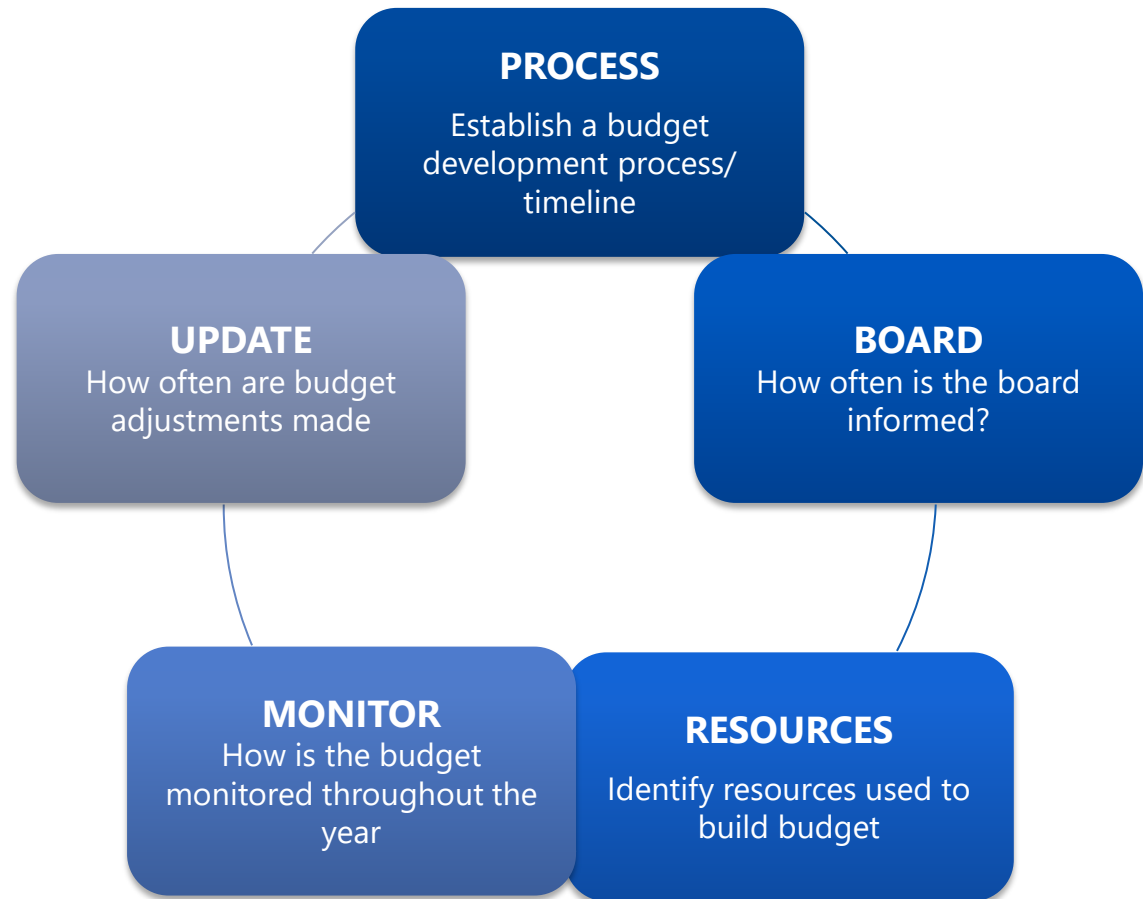 PROCESS
Establish a budget
development process/
timeline
UPDATE
How often are budget
adjustments made
BOARD
How often is the board
informed?
MONITOR
How is the budget
monitored throughout the
year
RESOURCES
Identify resources used to
build budget